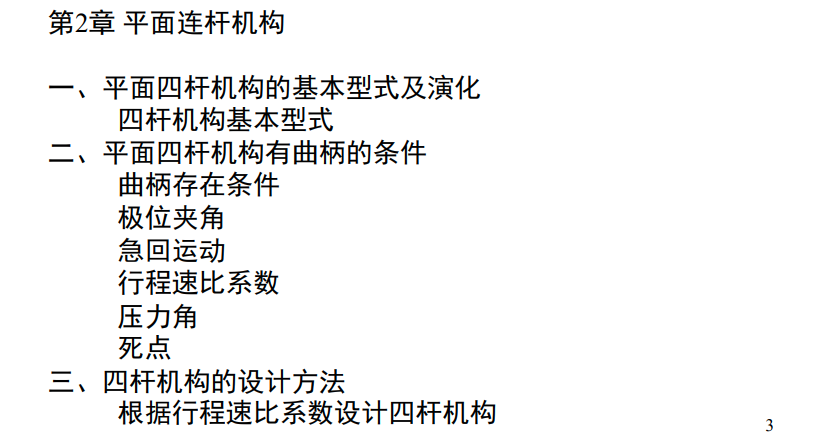 第2章 平面连杆机构
一、平面四杆机构的基本型式及演化
四杆机构基本型式
二、平面四杆机构有曲柄的条件
曲柄存在条件
极位夹角
急回运动
行程速比系数
压力角
死点
三、四杆机构的设计方法
根据行程速比系数设计四杆机构
3